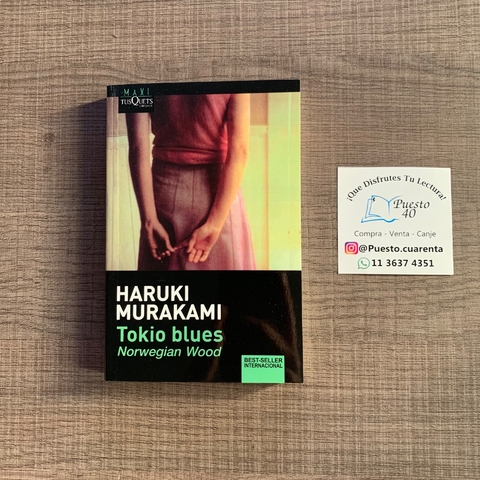 MAXI
TUSQUETS
HARUKI
MURAKAMI
Tokio blues
Norwegian Wood
BEST-SELLER
INTERNACIONAL
¡Que Disfrutes Tu Lectura!
Puesto
40
Compra - Venta - Canje
@Puesto.cuarenta
11 3637 4351